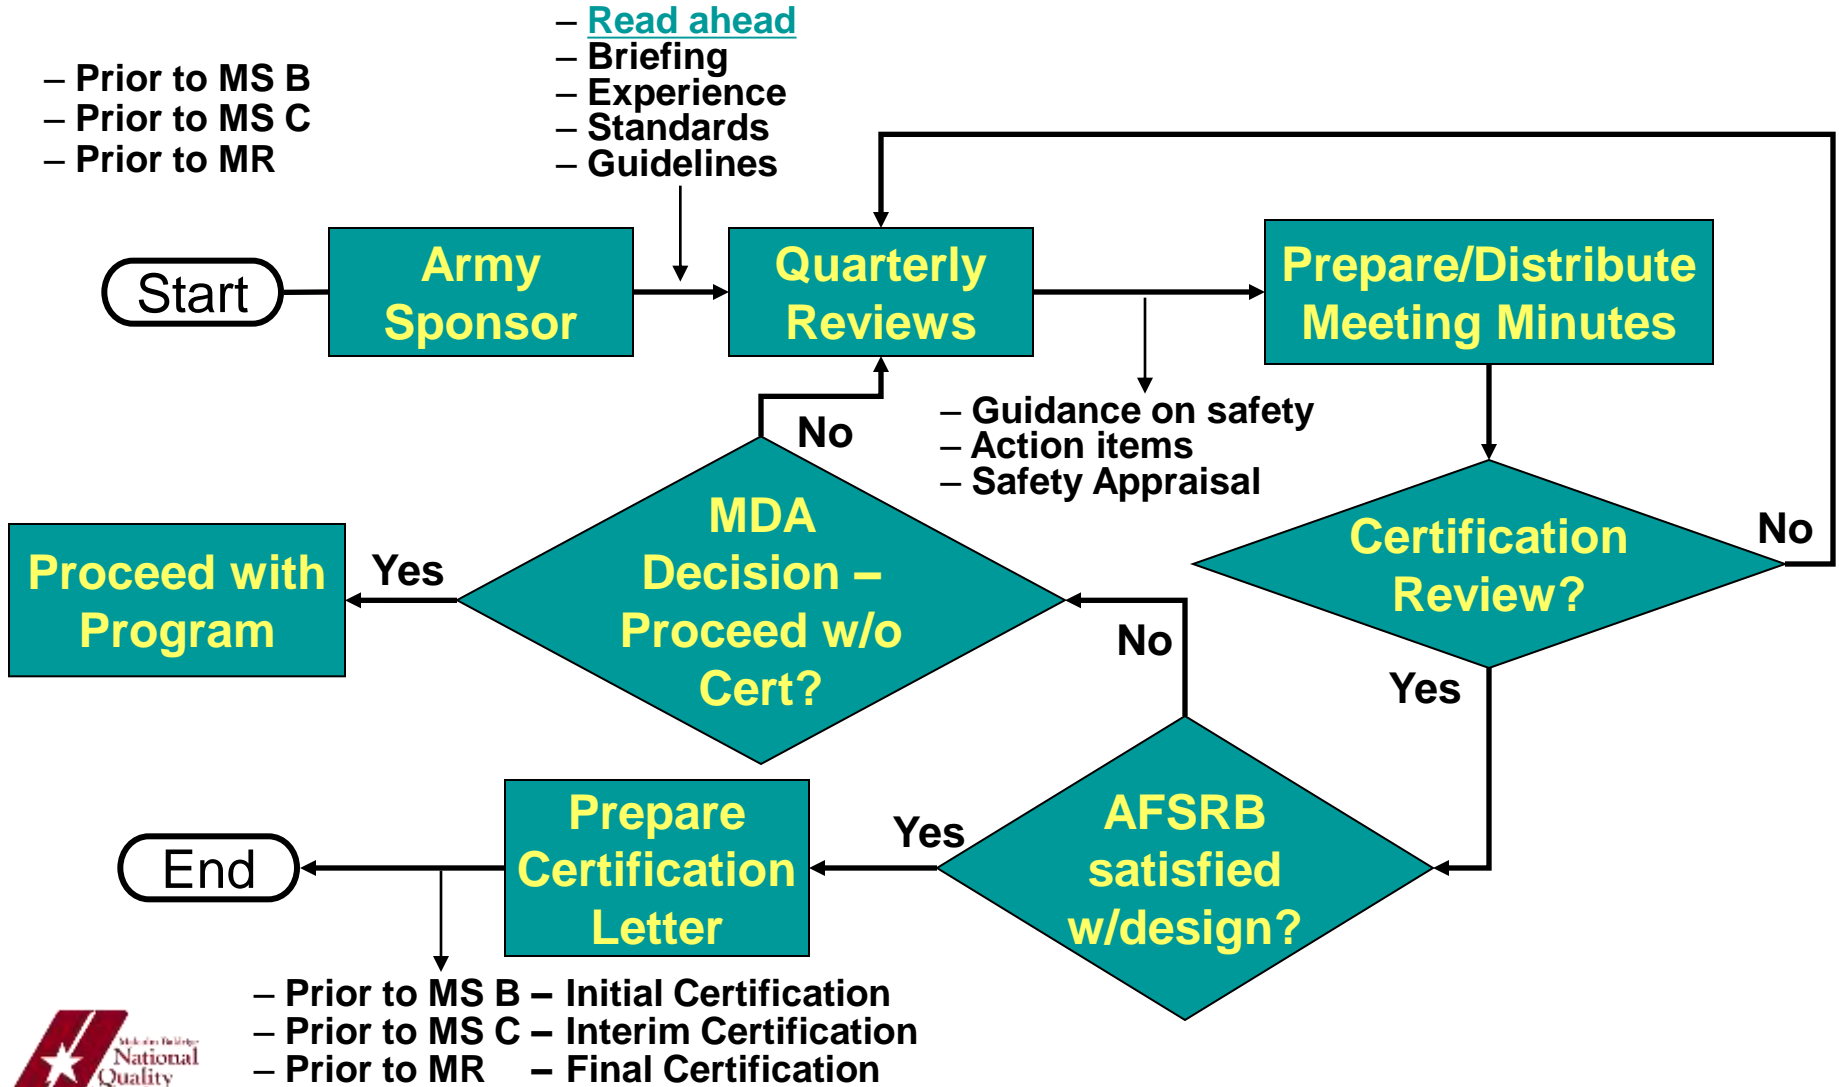 – Read ahead
– Briefing
– Experience
– Standards
– Guidelines
– Prior to MS B
– Prior to MS C
– Prior to MR
Start
Army
Sponsor
Quarterly
Reviews
Prepare/Distribute
Meeting Minutes
– Guidance on safety
– Action items
– Safety Appraisal
No
MDA
Decision –
Proceed w/o
Cert?
Yes
Proceed with
Program
Certification
Review?
No
Yes
No
AFSRB
satisfied
w/design?
Yes
Prepare
Certification
Letter
End
– Prior to MS B – Initial Certification
– Prior to MS C – Interim Certification
– Prior to MR – Final Certification
Malcolm Baldrige
National
Quality